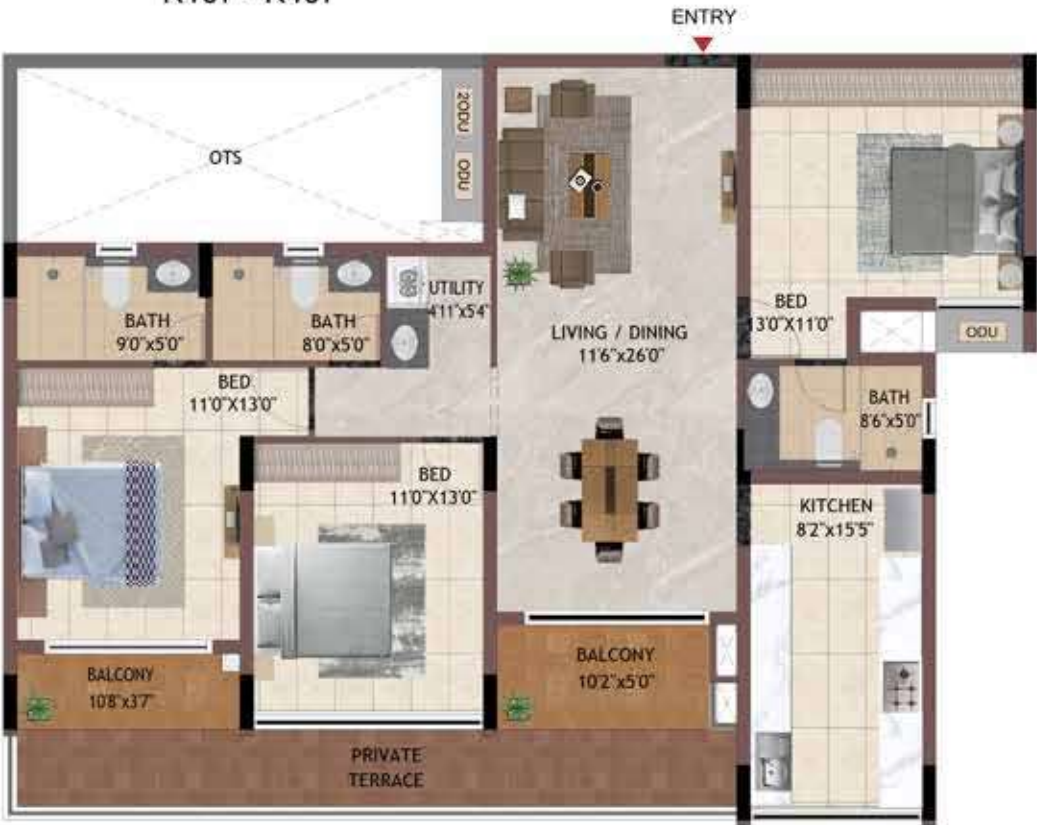 ENTRY
2ODU
ODU
OTS
UTILITY
4'11"x5'4"
BATH
9'0"x5'0"
BATH
8'0"x5'0"
LIVING / DINING
11'6"x26'0"
BED
13'0"X11'0"
ODU
BED
11'0"X13'0"
BATH
8'6"x5'0"
BED
11'0"X13'0"
KITCHEN
8'2"x15'5"
BALCONY
10'8"x3'7"
BALCONY
10'2"x5'0"
PRIVATE
TERRACE